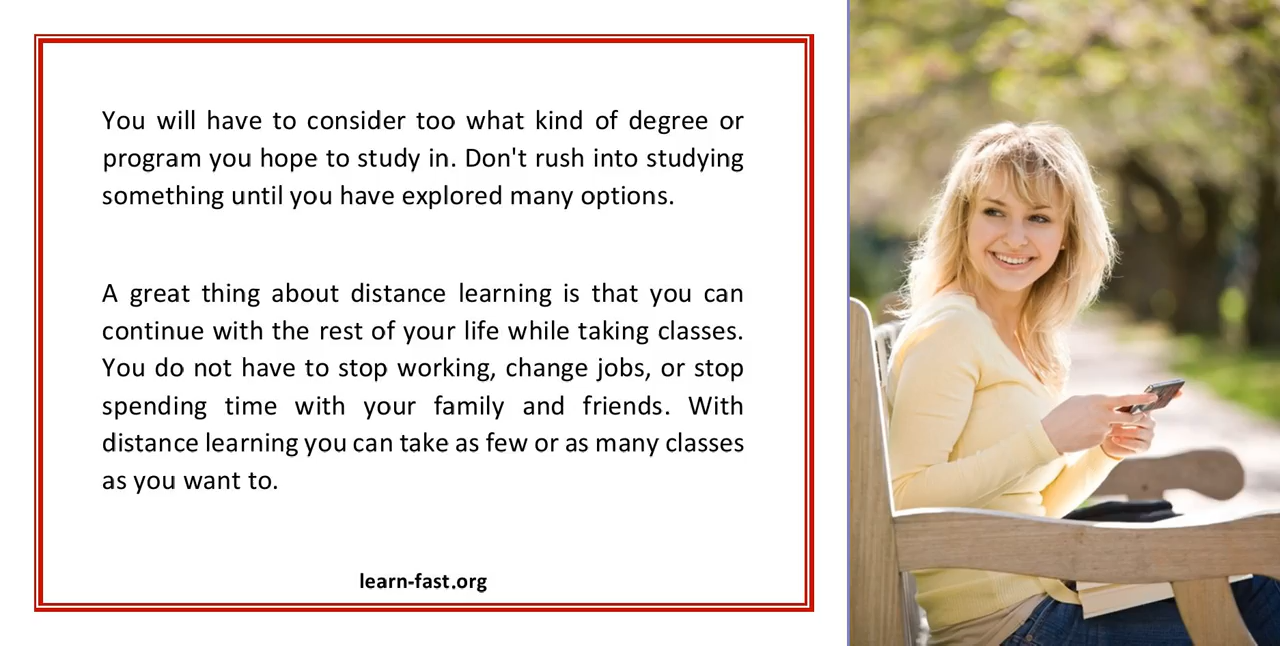 You will have to consider too what kind of degree or
program you hope to study in. Don't rush into studying
something until you have explored many options.
A great thing about distance learning is that you can
continue with the rest of your life while taking classes.
You do not have to stop working, change jobs, or stop
spending time with your family and friends. With
distance learning you can take as few or as many classes
as you want to.
learn-fast.org